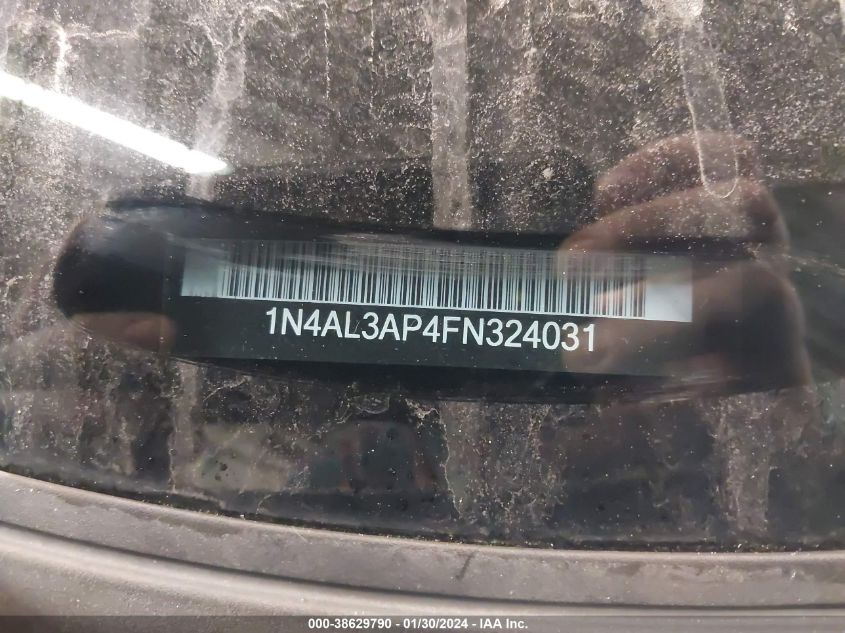 1N4AL3AP4FN324031
000-38629790 - 01/30/2024 - IAA Inc.